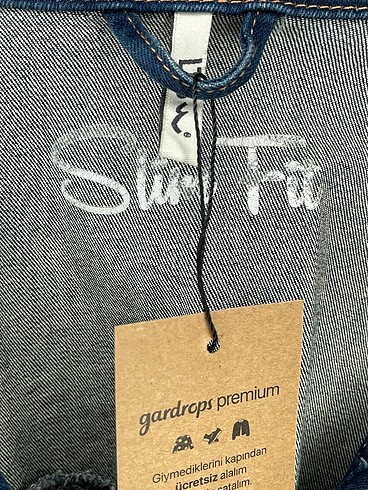 Slim Fit
gardrops premium
Giymediklerini kapından
ücretsiz alalım
satalım.